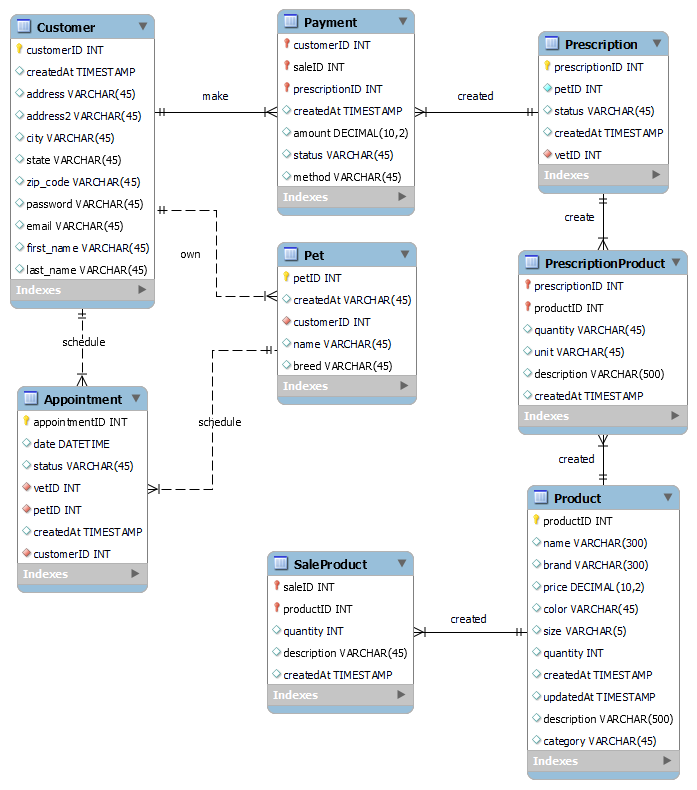 Customer
customerID INT
createdAt TIMESTAMP
address VARCHAR(45)
address2 VARCHAR(45)
city VARCHAR(45)
state VARCHAR(45)
zip_code VARCHAR(45)
password VARCHAR(45)
email VARCHAR(45)
first_name VARCHAR(45)
last_name VARCHAR(45)
Indexes
make
Payment
customerID INT
saleID INT
prescriptionID INT
createdAt TIMESTAMP
amount DECIMAL(10,2)
status VARCHAR(45)
method VARCHAR(45)
Indexes
created
Prescription
prescriptionID INT
petID INT
status VARCHAR(45)
createdAt TIMESTAMP
vetID INT
Indexes
create
own
Pet
petID INT
createdAt VARCHAR(45)
customerID INT
name VARCHAR(45)
breed VARCHAR(45)
Indexes
PrescriptionProduct
prescriptionID INT
productID INT
quantity VARCHAR(45)
unit VARCHAR(45)
description VARCHAR(500)
createdAt TIMESTAMP
Indexes
schedule
Appointment
appointmentID INT
date DATETIME
status VARCHAR(45)
vetID INT
petID INT
createdAt TIMESTAMP
customerID INT
Indexes
schedule
created
SaleProduct
saleID INT
productID INT
quantity INT
description VARCHAR(45)
createdAt TIMESTAMP
Indexes
created
Product
productID INT
name VARCHAR(300)
brand VARCHAR(300)
price DECIMAL(10,2)
color VARCHAR(45)
size VARCHAR(5)
quantity INT
createdAt TIMESTAMP
updatedAt TIMESTAMP
description VARCHAR(500)
category VARCHAR(45)
Indexes